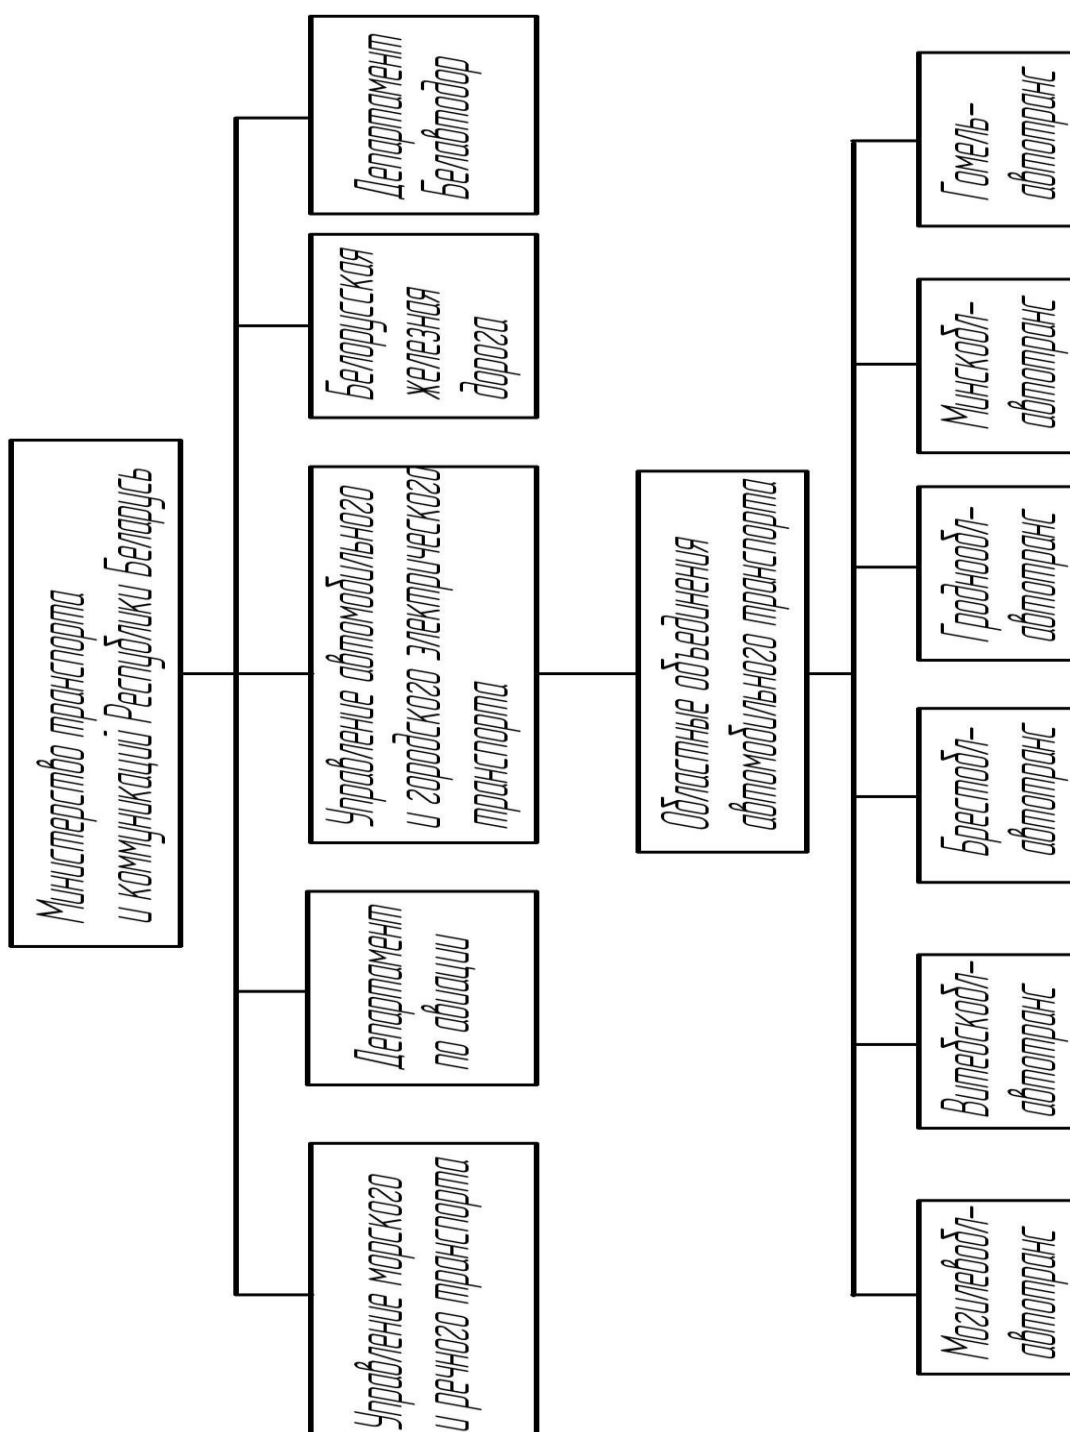 Министерство транспорта
и коммуникаций Республики Беларусь
Управление морского
и речного транспорта
Департамент
по авиации
Управление автомобильного
и городского электрического
транспорта
Белорусская
железная
дорога
Департамент
Белавтодор
Областные объединения
автомобильного транспорта
Могилевобл-
автотранс
Витебскобл-
автотранс
Брестобл-
автотранс
Гроднообл-
автотранс
Минскобл-
автотранс
Гомель-
автотранс